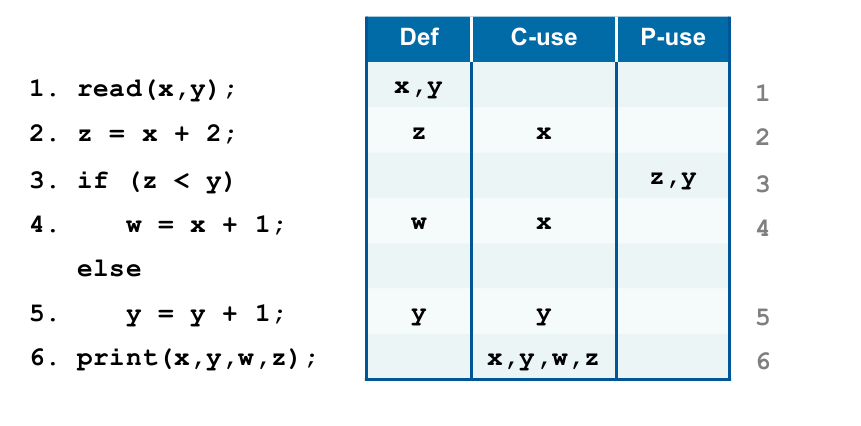 Def C-use P-use
1. read(x,y); x,y 1
2. z = x + 2; z x 2
3. if (z < y) z,y 3
4. w = x + 1; w x 4
else
5. y = y + 1; y y 5
6. print(x,y,w,z); x,y,w,z 6